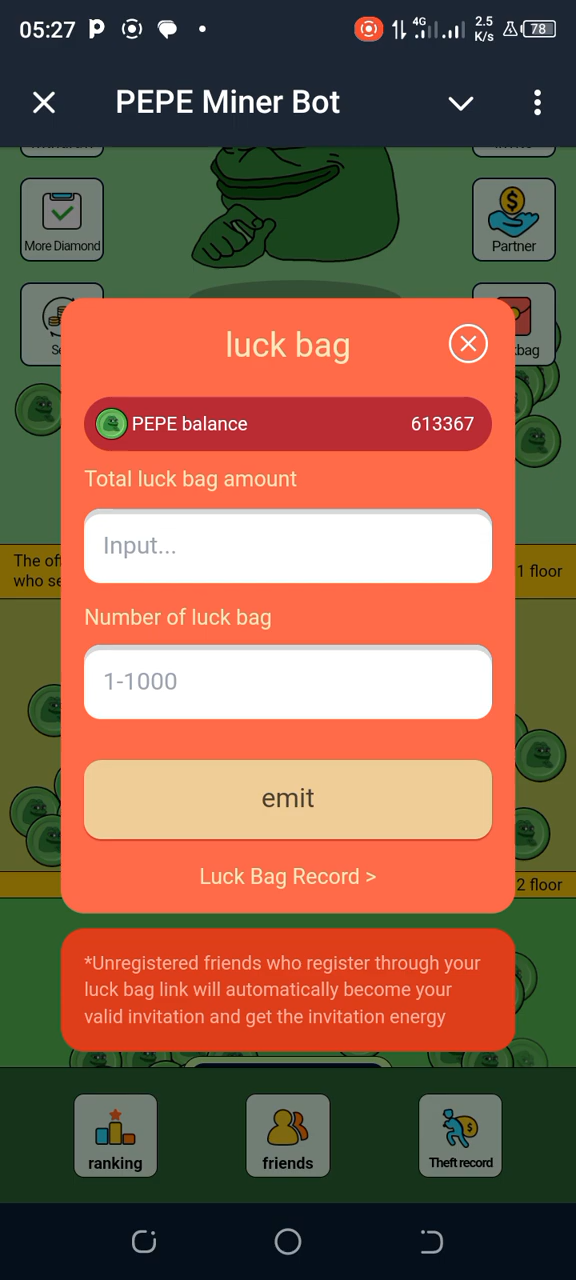 05:27
4G
2.5
K/s
78
PEPE Miner Bot
More Diamond
Partner
luck bag
PEPE balance 613367
Total luck bag amount
Input...
Number of luck bag
1 floor
1-1000
emit
Luck Bag Record >
2 floor
*Unregistered friends who register through your
luck bag link will automatically become your
valid invitation and get the invitation energy
ranking
friends
Theft record